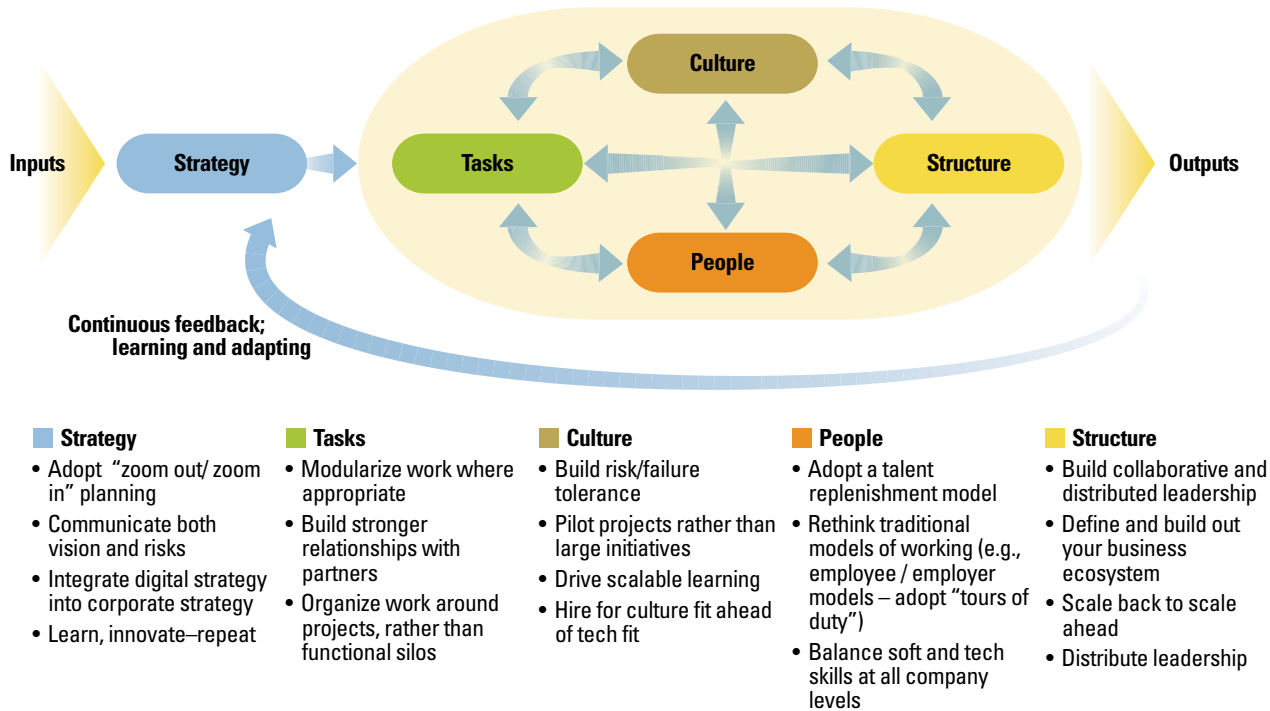 Culture
Inputs
Strategy
Tasks
Structure
Outputs
People
Continuous feedback;
learning and adapting
Strategy
• Adopt “zoom out/ zoom
in” planning
• Communicate both
vision and risks
• Integrate digital strategy
into corporate strategy
• Learn, innovate–repeat
Tasks
• Modularize work where
appropriate
• Build stronger
relationships with
partners
• Organize work around
projects, rather than
functional silos
Culture
• Build risk/failure
tolerance
• Pilot projects rather than
large initiatives
• Drive scalable learning
• Hire for culture fit ahead
of tech fit
People
• Adopt a talent
replenishment model
• Rethink traditional
models of working (e.g.,
employee / employer
models – adopt “tours of
duty”)
• Balance soft and tech
skills at all company
levels
Structure
• Build collaborative and
distributed leadership
• Define and build out
your business
ecosystem
• Scale back to scale
ahead
• Distribute leadership